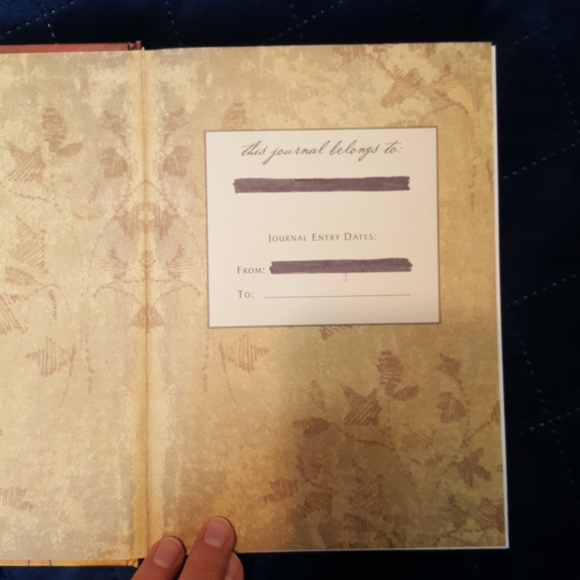 this journal belongs to:
Journal Entry Dates:
From:
To: